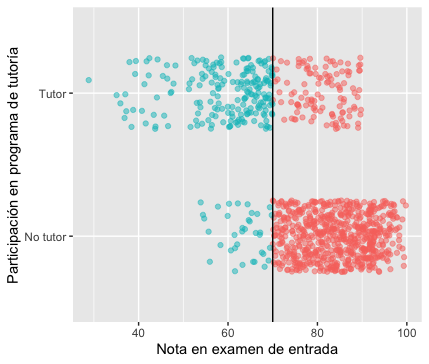 Participación en programa de tutoría
Tutor
No tutor
40 60 80 100
Nota en examen de entrada